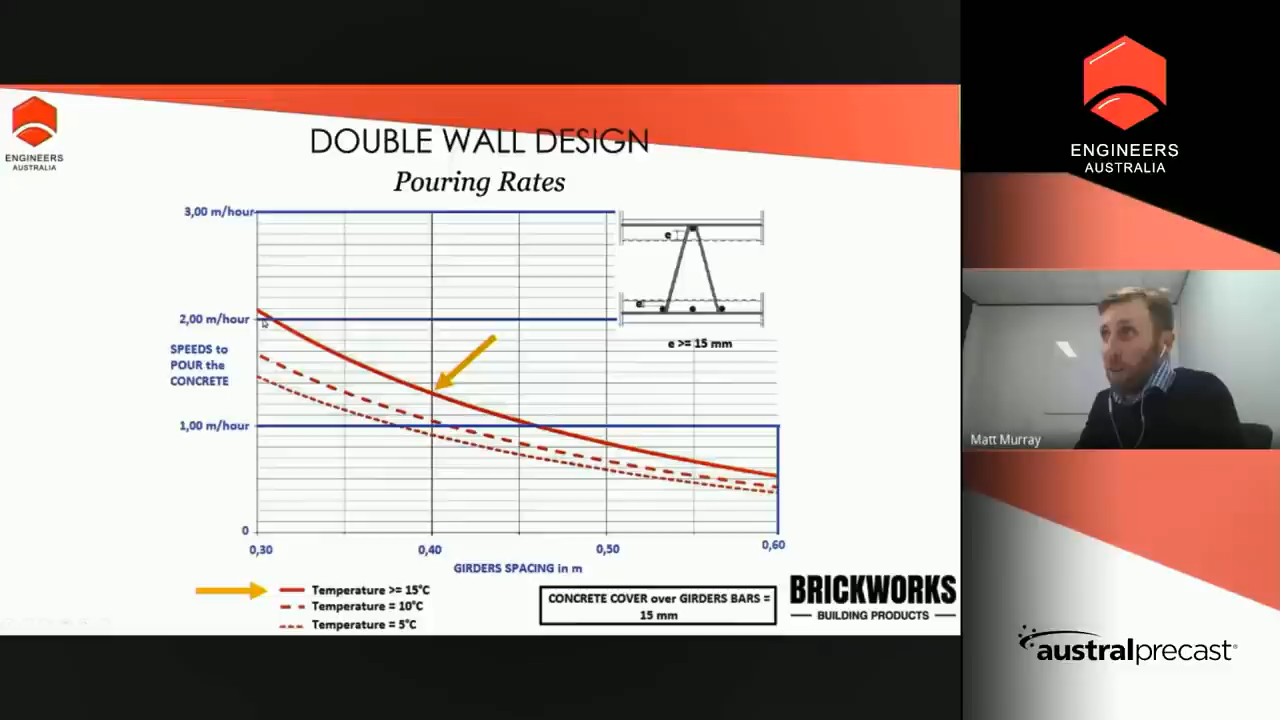 ENGINEERS
AUSTRALIA
DOUBLE WALL DESIGN
Pouring Rates
3,00 m/hour
2,00 m/hour
SPEEDS to
POUR the
CONCRETE
1,00 m/hour
0
0,30
0,40
0,50
0,60
GIRDERS SPACING in m
e
e
e >= 15 mm
Temperature >= 15°C
Temperature = 10°C
Temperature = 5°C
CONCRETE COVER over GIRDERS BARS =
15 mm
BRICKWORKS
BUILDING PRODUCTS
ENGINEERS
AUSTRALIA
Matt Murray
australprecast